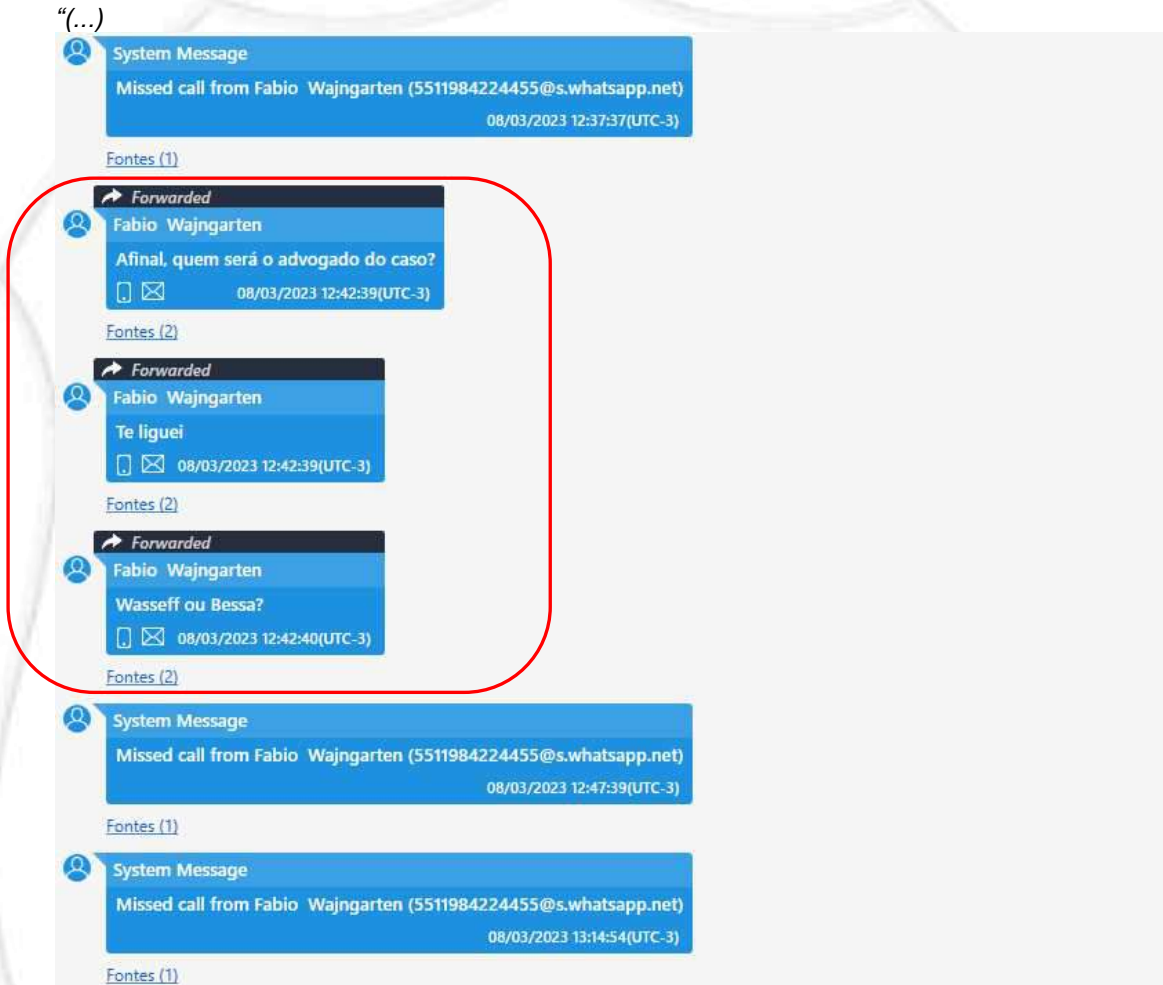 “(...)
System Message
Missed call from Fabio Wajngarten (5511984224455@s.whatsapp.net)
08/03/2023 12:37:37(UTC-3)
Fontes (1)
Forwarded
Fabio Wajngarten
Afinal, quem será o advogado do caso?
08/03/2023 12:42:39(UTC-3)
Fontes (2)
Forwarded
Fabio Wajngarten
Te liguei
08/03/2023 12:42:39(UTC-3)
Fontes (2)
Forwarded
Fabio Wajngarten
Wasseff ou Bessa?
08/03/2023 12:42:40(UTC-3)
Fontes (2)
System Message
Missed call from Fabio Wajngarten (5511984224455@s.whatsapp.net)
08/03/2023 12:47:39(UTC-3)
Fontes (1)
System Message
Missed call from Fabio Wajngarten (5511984224455@s.whatsapp.net)
08/03/2023 13:14:54(UTC-3)
Fontes (1)